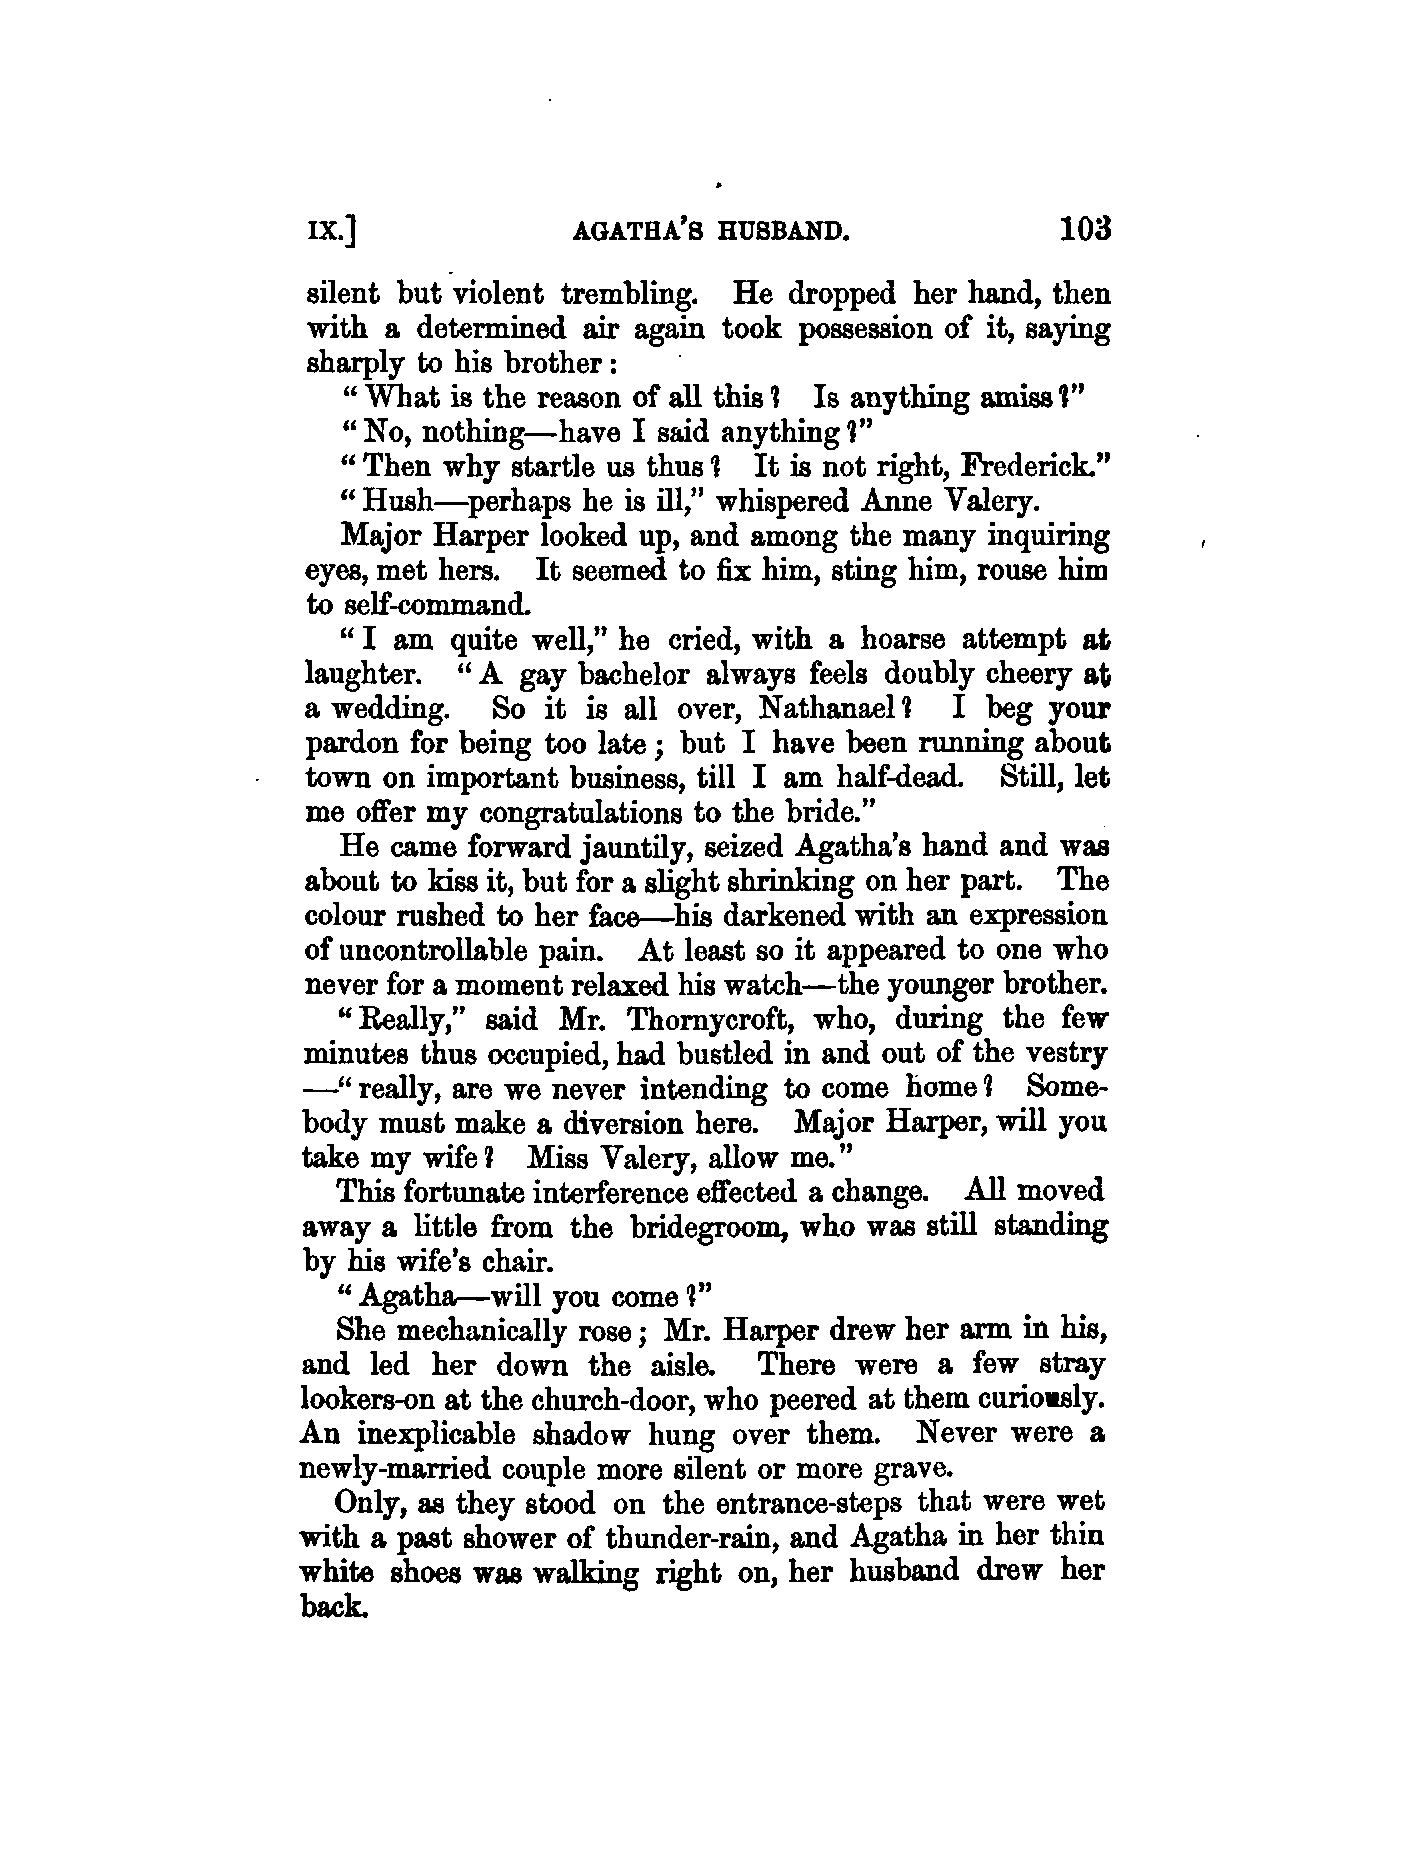 IX.] AGATHA'S HUSBAND. 103
silent but violent trembling. He dropped her hand, then
with a determined air again took possession of it, saying
sharply to his brother:
"What is the reason of all this? Is anything amiss?"
"No, nothing—have I said anything?"
"Then why startle us thus? It is not right, Frederick."
"Hush—perhaps he is ill," whispered Anne Valery.
Major Harper looked up, and among the many inquiring
eyes, met hers. It seemed to fix him, sting him, rouse him
to self-command.
"I am quite well," he cried, with a hoarse attempt at
laughter. "A gay bachelor always feels doubly cheery at
a wedding. So it is all over, Nathanael? I beg your
pardon for being too late; but I have been running about
town on important business, till I am half-dead. Still, let
me offer my congratulations to the bride."
He came forward jauntily, seized Agatha's hand and was
about to kiss it, but for a slight shrinking on her part. The
colour rushed to her face—his darkened with an expression
of uncontrollable pain. At least so it appeared to one who
never for a moment relaxed his watch—the younger brother.
"Really," said Mr. Thornycroft, who, during the few
minutes thus occupied, had bustled in and out of the vestry
—"really, are we never intending to come home? Some-
body must make a diversion here. Major Harper, will you
take my wife? Miss Valery, allow me."
This fortunate interference effected a change. All moved
away a little from the bridegroom, who was still standing
by his wife's chair.
"Agatha—will you come?"
She mechanically rose; Mr. Harper drew her arm in his,
and led her down the aisle. There were a few stray
lookers-on at the church-door, who peered at them curiously.
An inexplicable shadow hung over them. Never were a
newly-married couple more silent or more grave.
Only, as they stood on the entrance-steps that were wet
with a past shower of thunder-rain, and Agatha in her thin
white shoes was walking right on, her husband drew her
back.